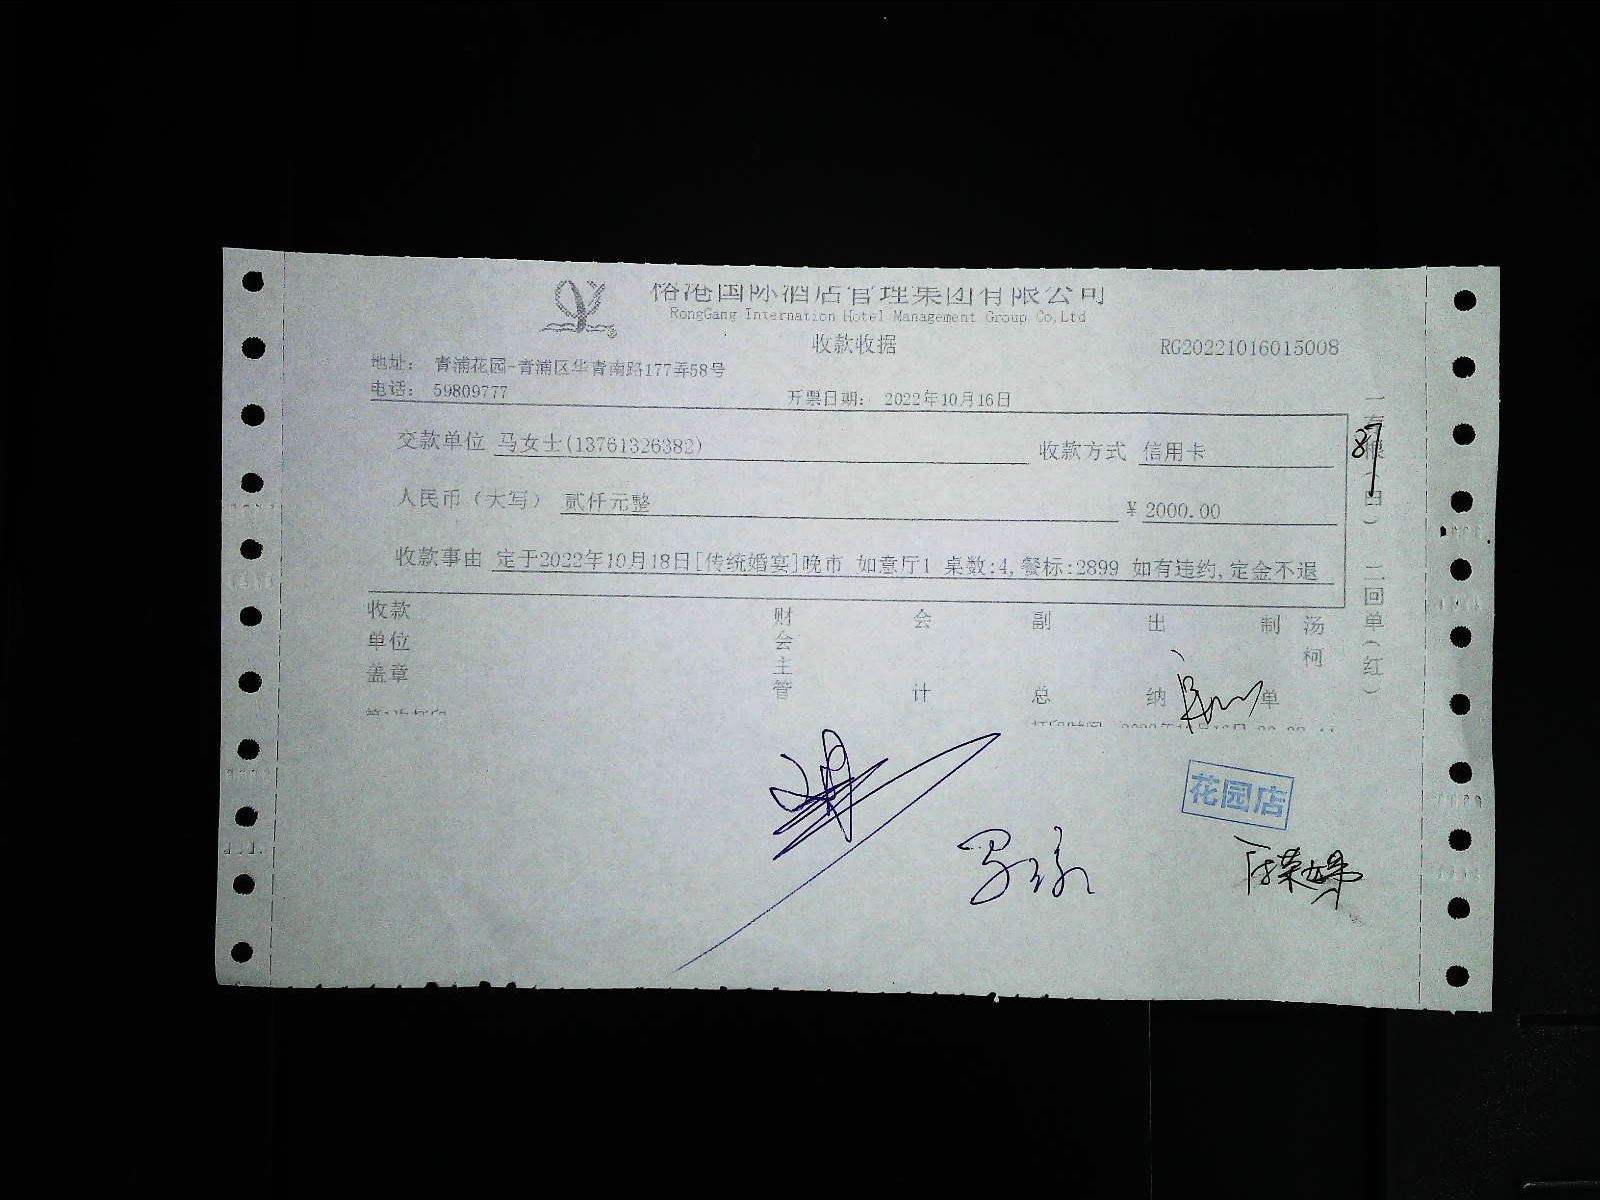 国际酒店管理集团有限公司
RongGang Internation Hotel Management Group Co,Ltd
收款收据
RG20221016015008
地址： 青浦花园-青浦区华青南路177弄58号
电话： 59809777
开票日期： 2022年10月16日
交款单位 马女士(13761326382) 收款方式 信用卡
人民币（大写） 贰仟元整 ￥2000.00
收款事由 定于2022年10月18日[传统婚宴]晚市 如意厅1 桌数:4,餐标:2899 如有违约,定金不退
收款单位盖章 财会主管 会计 副总 出纳 制单 汤柯
二回单(红)
87
花园店